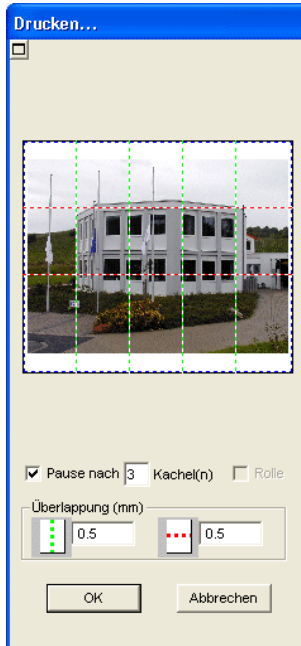 Drucken...
Pause nach 3 Kachel(n) Rolle
Überlappung (mm)
0.5 0.5
OK Abbrechen